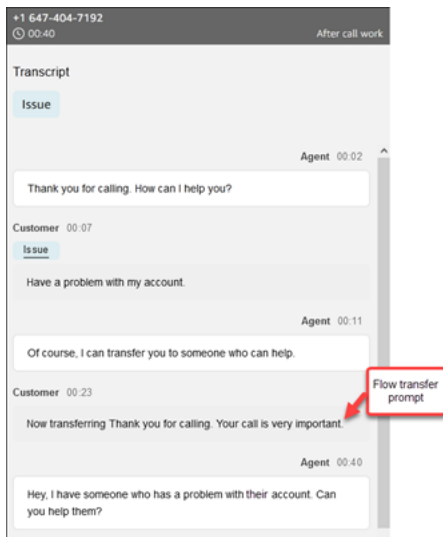 +1 647-404-7192
00:40 After call work
Transcript
Issue
Agent 00:02
Thank you for calling. How can I help you?
Customer 00:07
Issue
Have a problem with my account.
Agent 00:11
Of course, I can transfer you to someone who can help.
Customer 00:23
Now transferring Thank you for calling. Your call is very important.
Flow transfer
prompt
Agent 00:40
Hey, I have someone who has a problem with their account. Can
you help them?